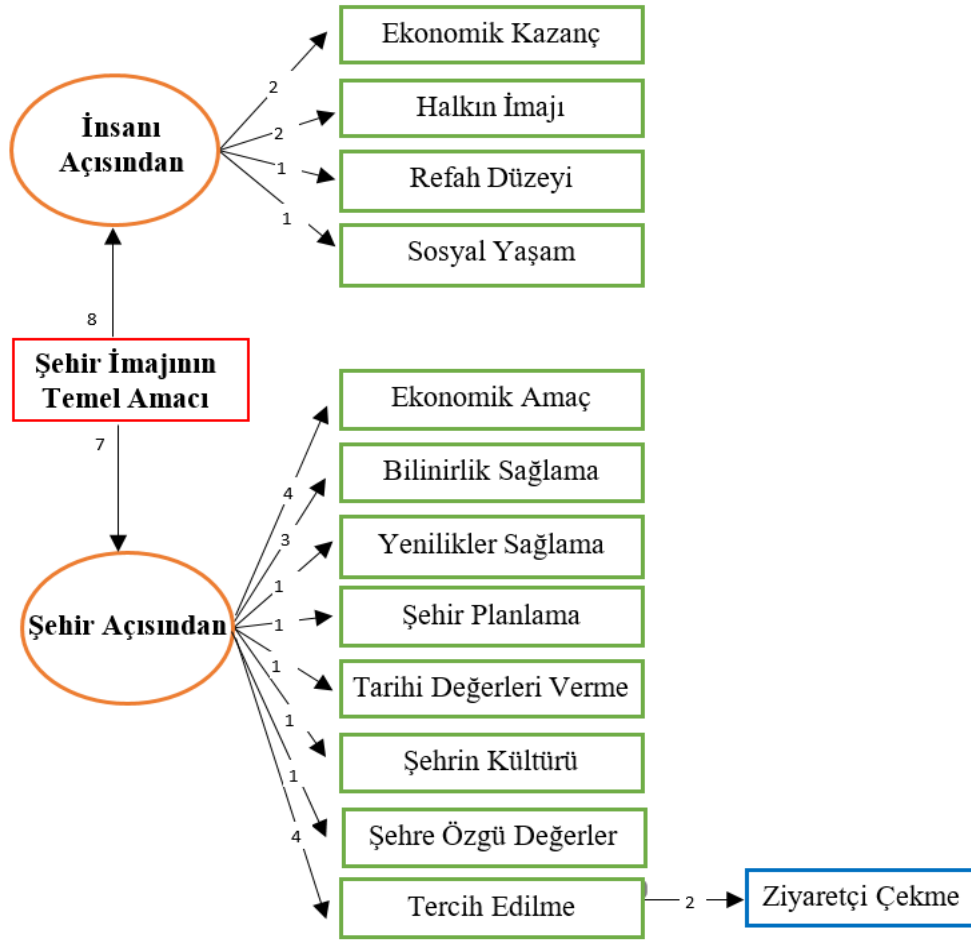 Ekonomik Kazanç
2
Halkın İmajı
2
İnsanı
Açısından
Refah Düzeyi
1
Sosyal Yaşam
1
8
Şehir İmajının
Temel Amacı
7
Ekonomik Amaç
4
Bilinirlik Sağlama
3
Yenilikler Sağlama
1
Şehir Planlama
1
Şehir Açısından
Tarihi Değerleri Verme
1
Şehrin Kültürü
1
Şehre Özgü Değerler
1
Tercih Edilme
4
2
Ziyaretçi Çekme